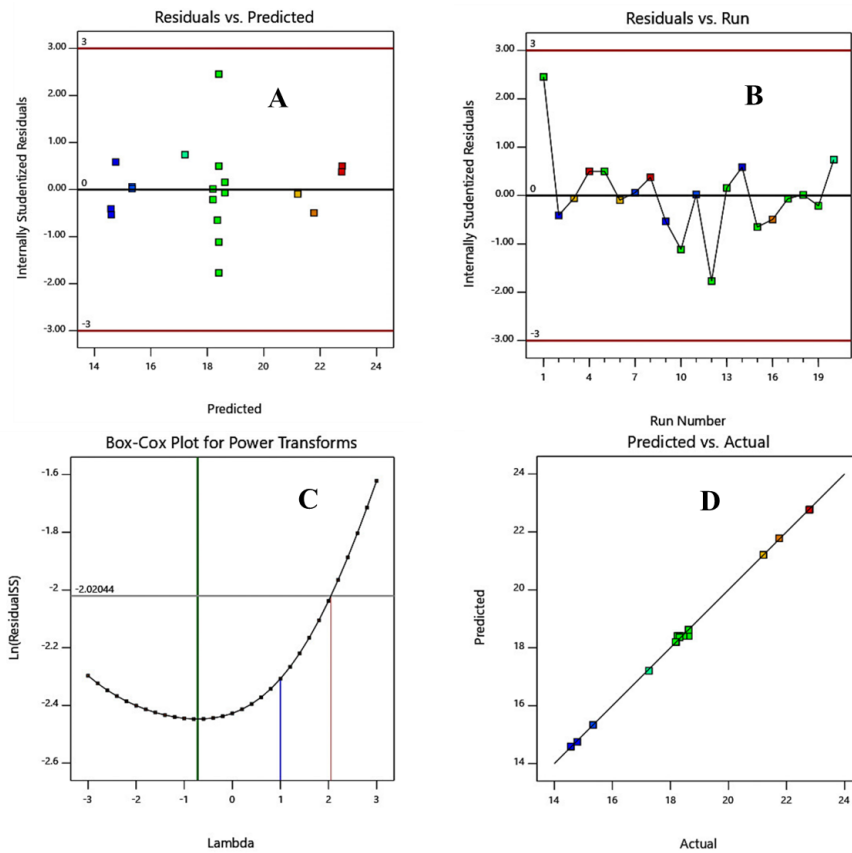 Residuals vs. Predicted
Internally Studentized Residuals
3.00
2.00
1.00
0.00
-1.00
-2.00
-3.00
3
0
-3
A
14 16 18 20 22 24
Predicted
Residuals vs. Run
Internally Studentized Residuals
3.00
2.00
1.00
0.00
-1.00
-2.00
-3.00
3
0
-3
B
1 4 7 10 13 16 19
Run Number
Box-Cox Plot for Power Transforms
Ln(ResidualSS)
-1.6
-1.8
-2
-2.2
-2.4
-2.6
-2.02044
C
-3 -2 -1 0 1 2 3
Lambda
Predicted vs. Actual
Predicted
24
22
20
18
16
14
D
14 16 18 20 22 24
Actual